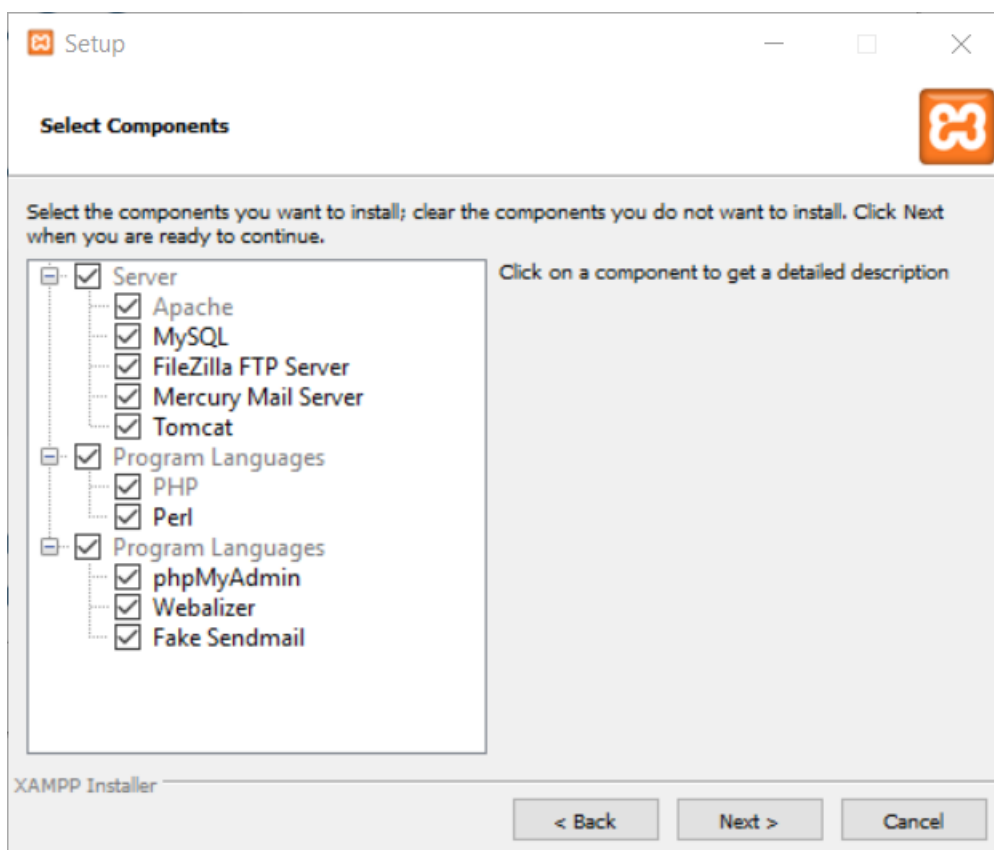 Setup
Select Components
Select the components you want to install; clear the components you do not want to install. Click Next
when you are ready to continue.
Server
Apache
MySQL
FileZilla FTP Server
Mercury Mail Server
Tomcat
Program Languages
PHP
Perl
Program Languages
phpMyAdmin
Webalizer
Fake Sendmail
Click on a component to get a detailed description
XAMPP Installer
< Back
Next >
Cancel